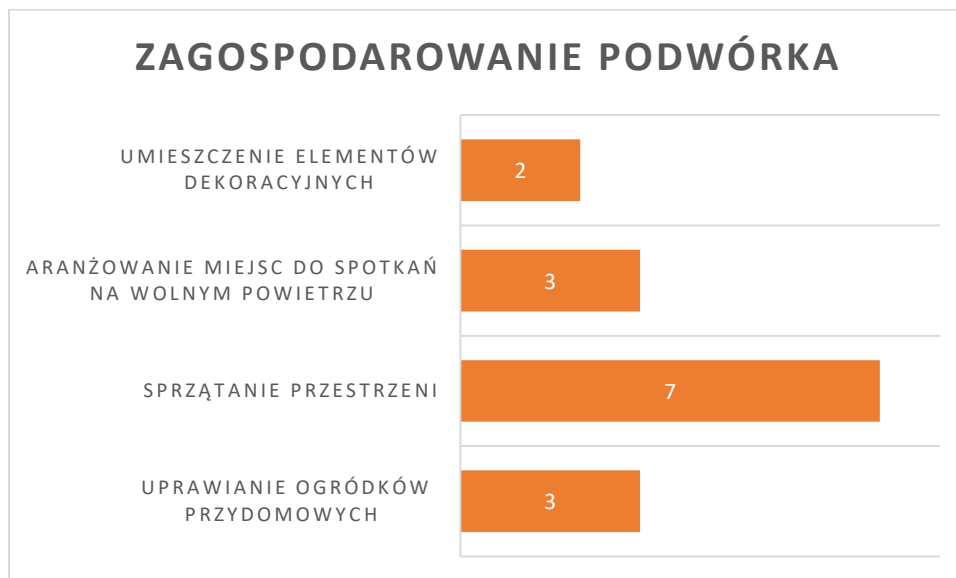 ZAGOSPODAROWANIE PODWÓRKA
UMIESZCZENIE ELEMENTÓW
DEKORACYJNYCH
2
ARANŻOWANIE MIEJSC DO SPOTKAŃ
NA WOLNYM POWIETRZU
3
SPRZĄTANIE PRZESTRZENI
7
UPRAWIANIE OGRÓDKÓW
PRZYDOMOWYCH
3